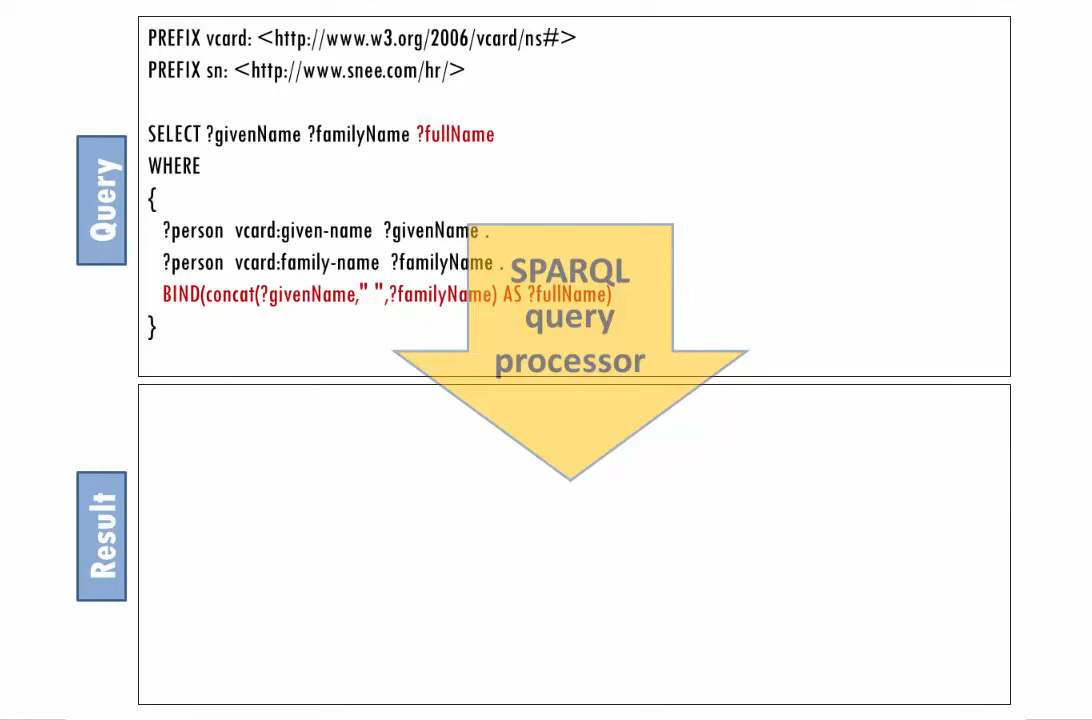 Query
PREFIX vcard: <http://www.w3.org/2006/vcard/ns#>
PREFIX sn: <http://www.snee.com/hr/>
SELECT ?givenName ?familyName ?fullName
WHERE
{
?person vcard:given-name ?givenName .
?person vcard:family-name ?familyName .
BIND(concat(?givenName," ",?familyName) AS ?fullName)
}
SPARQL
query
processor
Result